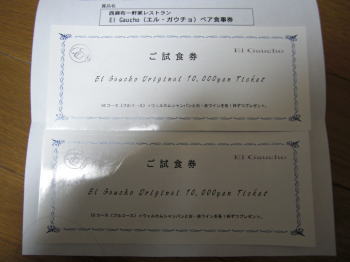 賞品名
西麻布一軒家レストラン
El Gaucho(エル・ガウチョ)ペア食事券
El Gaucho
ご試食券
El Gaucho Original 10,000yen Ticket
El Gaucho
ご試食券
El Gaucho Original 10,000yen Ticket